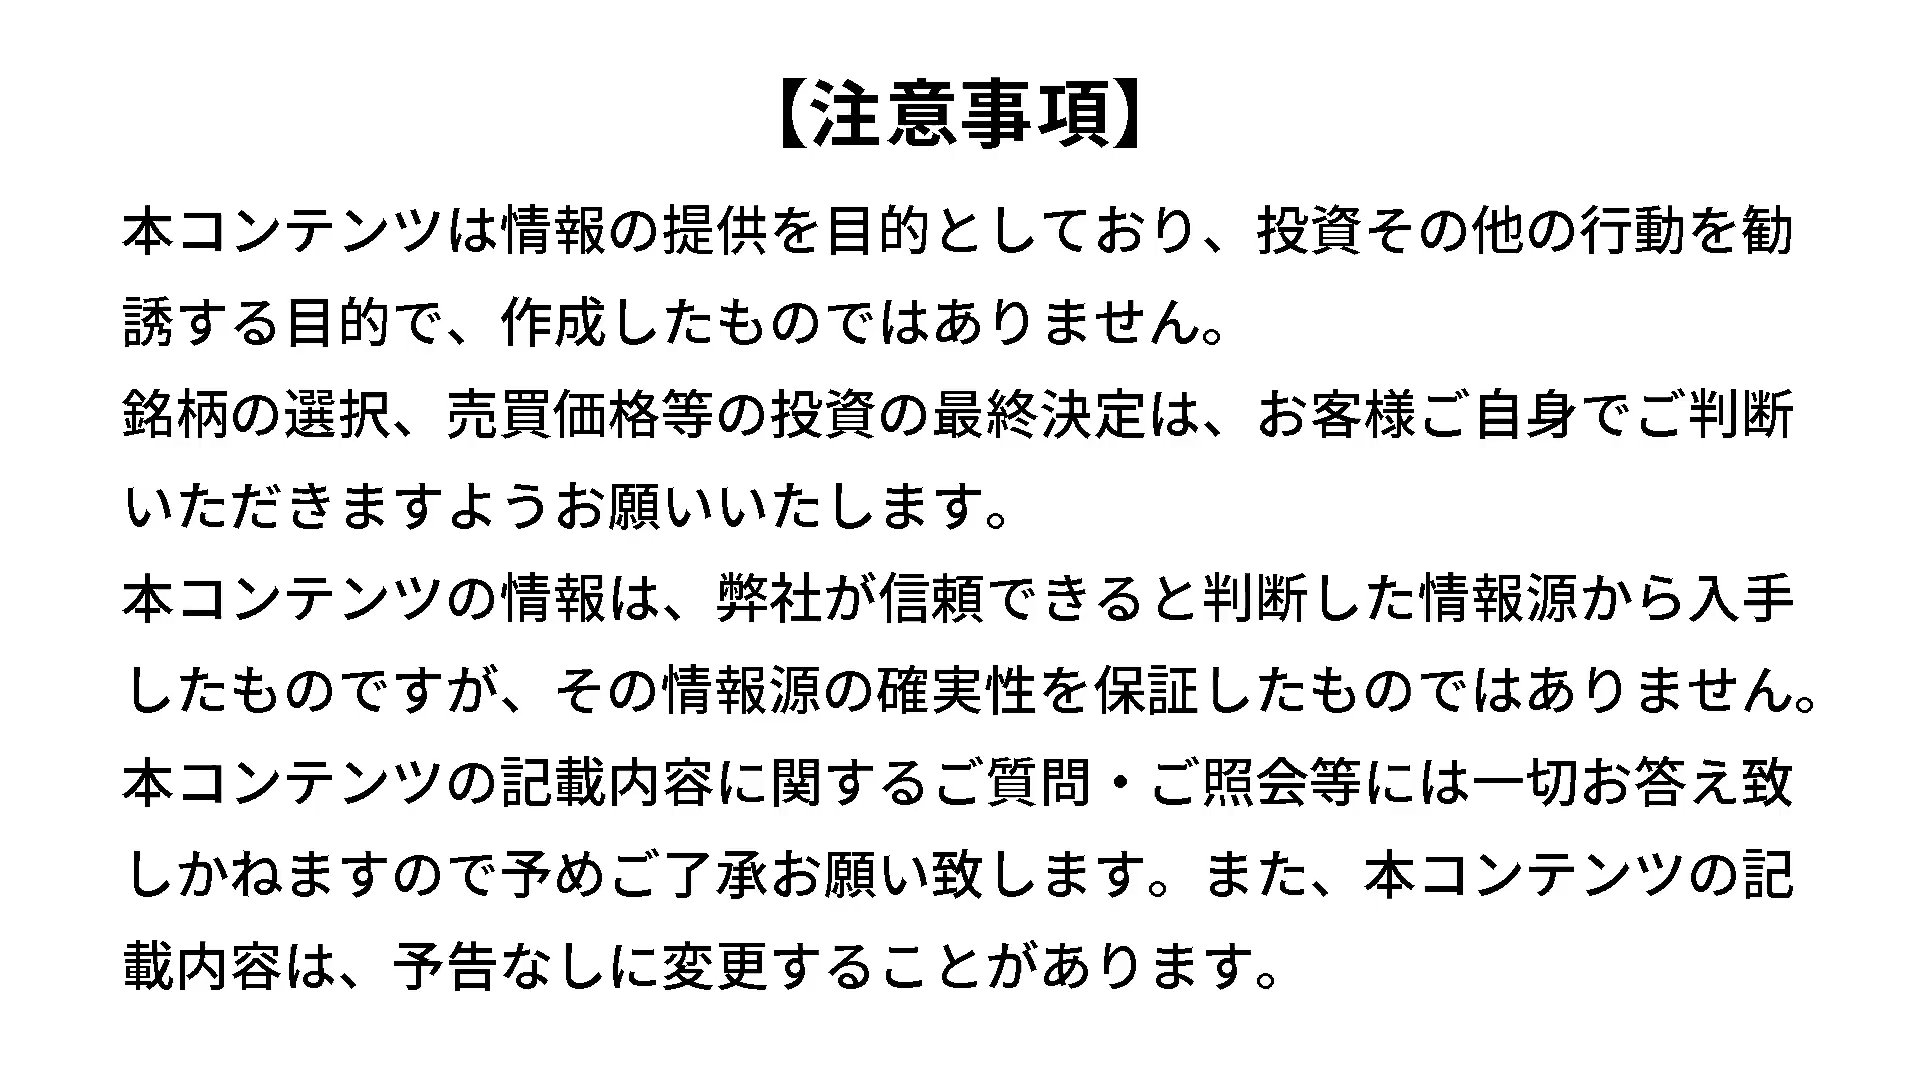 【注意事項】
本コンテンツは情報の提供を目的としており、投資その他の行動を勧
誘する目的で、作成したものではありません。
銘柄の選択、売買価格等の投資の最終決定は、お客様ご自身でご判断
いただきますようお願いいたします。
本コンテンツの情報は、弊社が信頼できると判断した情報源から入手
したものですが、その情報源の確実性を保証したものではありません。
本コンテンツの記載内容に関するご質問・ご照会等には一切お答え致
しかねますので予めご了承お願い致します。また、本コンテンツの記
載内容は、予告なしに変更することがあります。